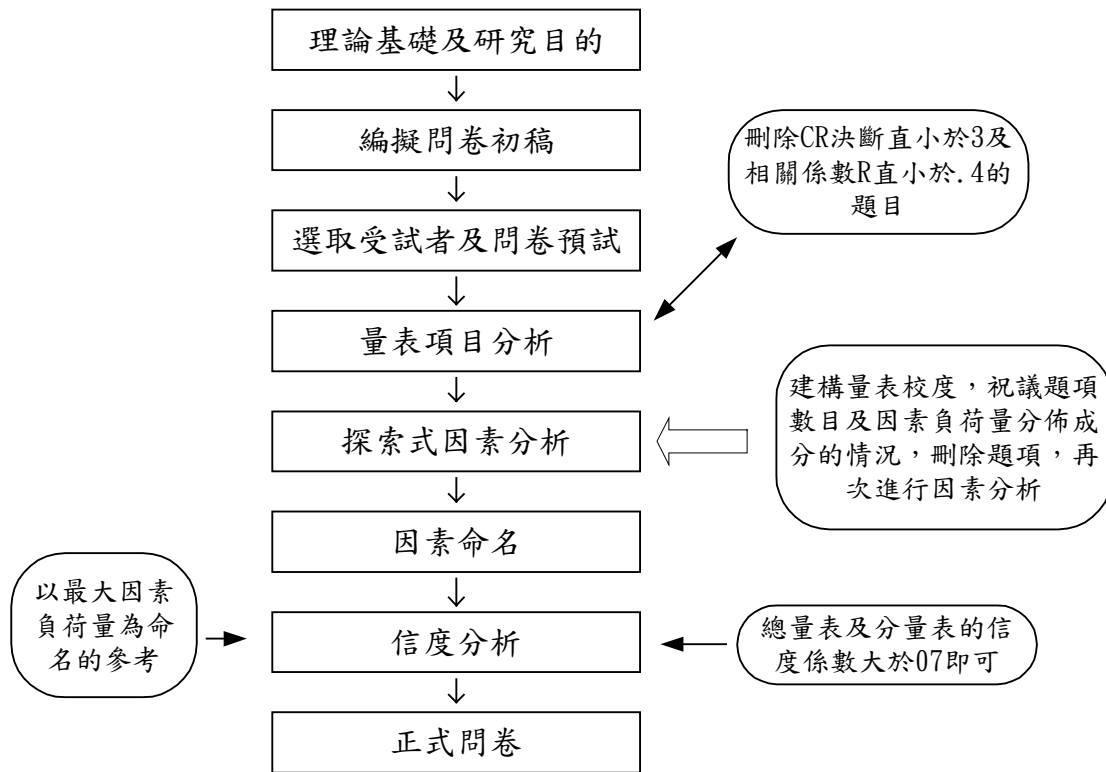 理論基礎及研究目的
編擬問卷初稿
刪除CR決斷直小於3及
相關係數R直小於.4的
題目
選取受試者及問卷預試
量表項目分析
建構量表校度，祝議題項
數目及因素負荷量分佈成
分的情況，刪除題項，再
次進行因素分析
探索式因素分析
因素命名
以最大因素
負荷量為命
名的參考
信度分析
總量表及分量表的信
度係數大於07即可
正式問卷